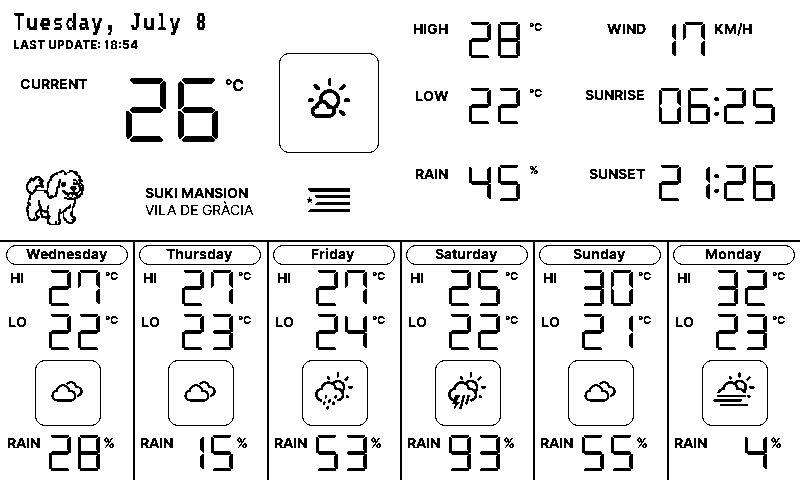 Tuesday, July 8
LAST UPDATE: 18:54
CURRENT 26 °C
SUKI MANSION
VILA DE GRÀCIA
HIGH 28 °C
LOW 22 °C
RAIN 45 %
WIND 17 KM/H
SUNRISE 06:25
SUNSET 21:26
Wednesday
HI 27 °C
LO 22 °C
RAIN 28 %
Thursday
HI 27 °C
LO 23 °C
RAIN 15 %
Friday
HI 27 °C
LO 24 °C
RAIN 53 %
Saturday
HI 25 °C
LO 22 °C
RAIN 93 %
Sunday
HI 30 °C
LO 21 °C
RAIN 55 %
Monday
HI 32 °C
LO 23 °C
RAIN 4 %